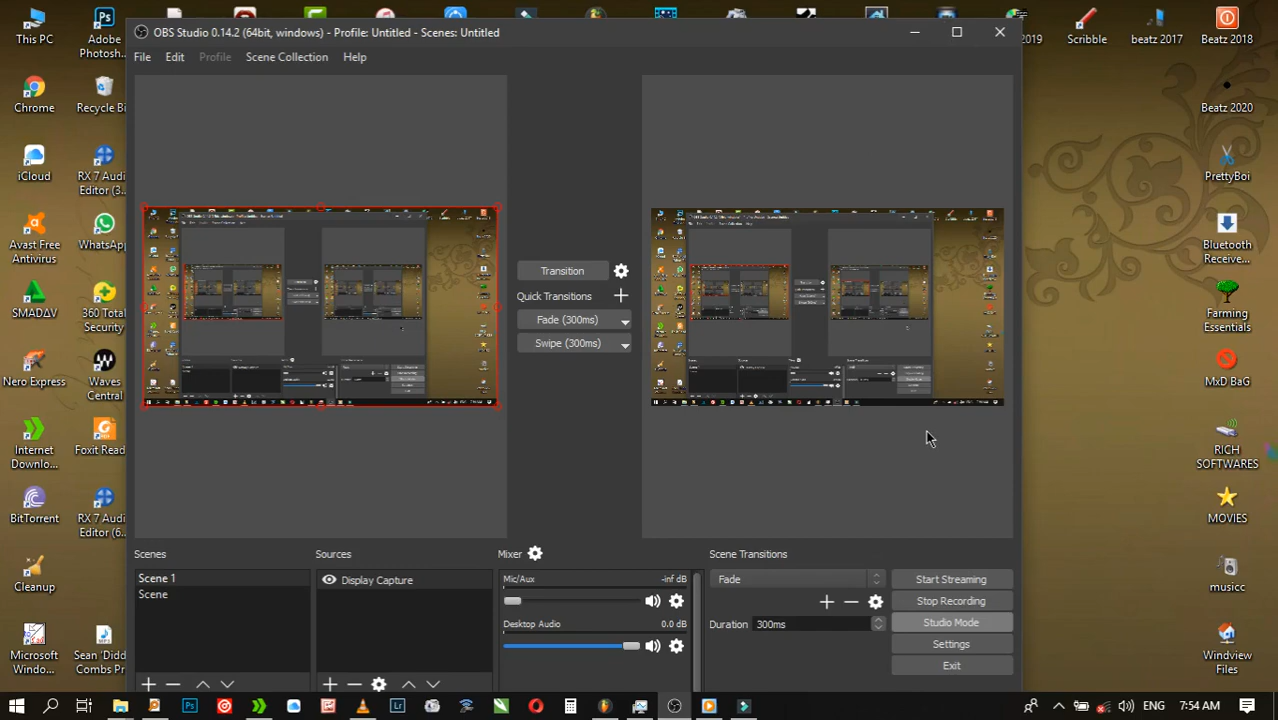 OBS Studio 0.14.2 (64bit, windows) - Profile: Untitled - Scenes: Untitled
File Edit Profile Scene Collection Help
This PC
Adobe
Photosh...
Chrome
Recycle Bi
iCloud
RX 7 Audi
Editor (3...
Avast Free
Antivirus
WhatsApp
SMADΔV
360 Total
Security
Nero Express
Waves
Central
Internet
Downlo...
Foxit Read
BitTorrent
RX 7 Audi
Editor (6...
Cleanup
Microsoft
Windo...
Sean 'Didd
Combs Pr
Transition
Quick Transitions
Fade (300ms)
Swipe (300ms)
Scenes
Scene 1
Scene
Sources
Display Capture
Mixer
Mic/Aux -inf dB
Desktop Audio 0.0 dB
Scene Transitions
Fade
Duration 300ms
Start Streaming
Stop Recording
Studio Mode
Settings
Exit
2019
Scribble
beatz 2017
Beatz 2018
Beatz 2020
PrettyBoi
Bluetooth
Receive...
Farming
Essentials
MxD BaG
RICH
SOFTWARES
MOVIES
musicc
Windview
Files
ENG
7:54 AM